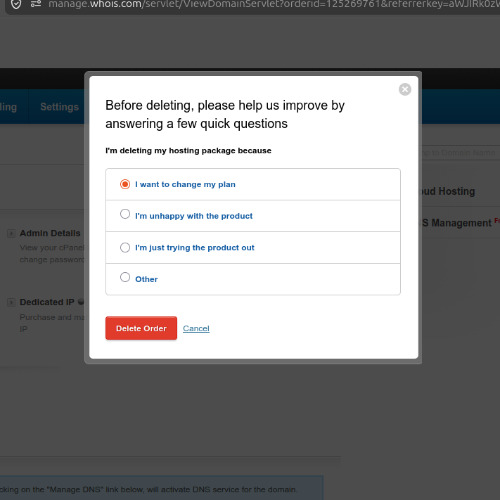 manage.whois.com/servlet/ViewDomainServlet?orderid=125269761&referrerkey=
ling Settings
Before deleting, please help us improve by
answering a few quick questions
I'm deleting my hosting package because
I want to change my plan
I'm unhappy with the product
I'm just trying the product out
Other
Delete Order Cancel
oud Hosting
S Management
Admin Details
View your cPanel
change passwor
Dedicated IP
Purchase and ma
IP.
cking on the "Manage DNS" link below, will activate DNS service for the domain.